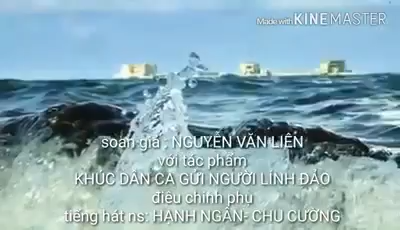 Made with KINEMASTER
soạn giả : NGUYỄN VĂN LIÊN
với tác phẩm
KHÚC DÂN CA GỬI NGƯỜI LÍNH ĐẢO
điệu chinh phụ
tiếng hát ns: HẠNH NGÂN- CHU CƯỜNG